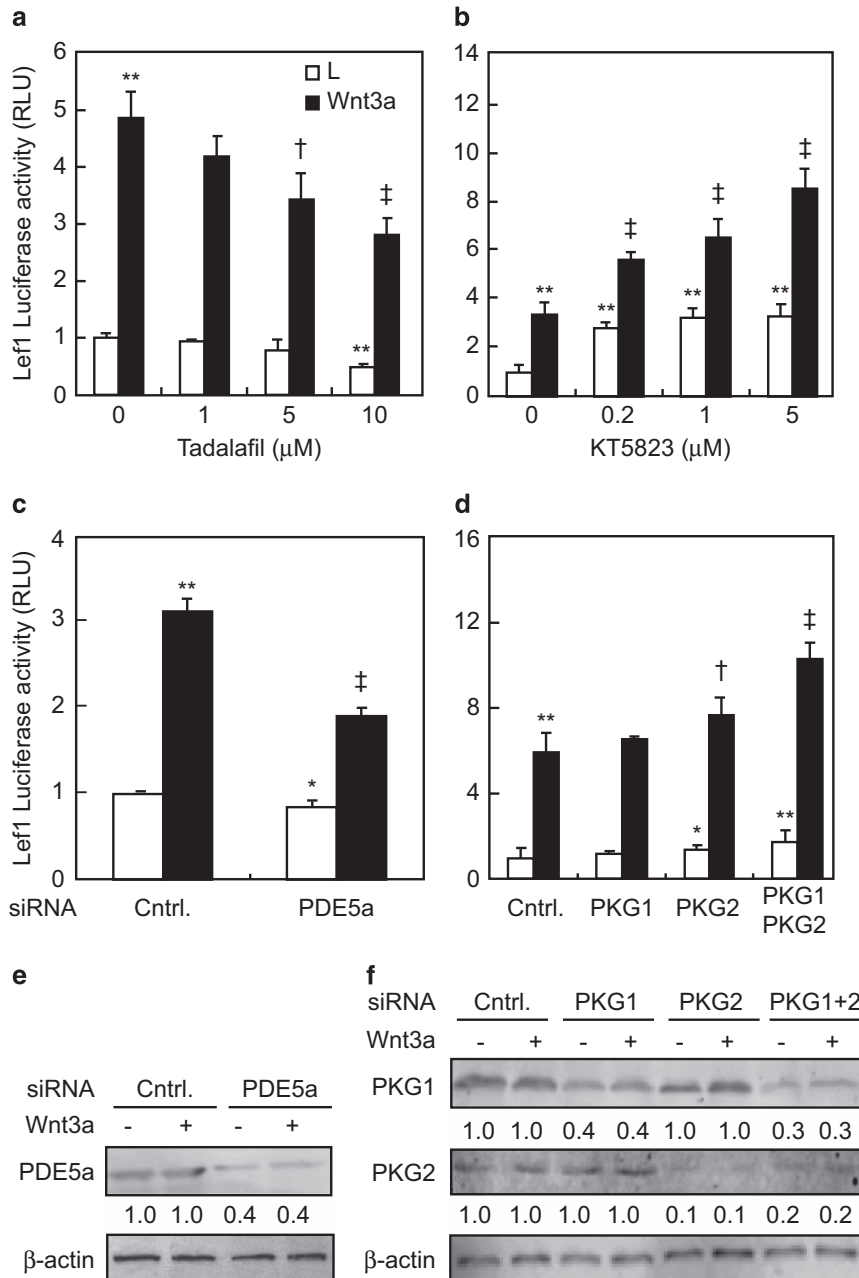 a
Lef1 Luciferase activity (RLU)
6
5
4
3
2
1
0
**
†
‡
**
L
Wnt3a
0 1 5 10
Tadalafil (μM)
b
14
12
10
8
6
4
2
0
**
**
‡
**
‡
**
‡
0 0.2 1 5
KT5823 (μM)
c
Lef1 Luciferase activity (RLU)
4
3
2
1
0
**
*
‡
siRNA Cntrl. PDE5a
d
16
12
8
4
0
**
*
†
**
‡
Cntrl. PKG1 PKG2 PKG1
PKG2
e
siRNA Cntrl. PDE5a
Wnt3a - + - +
PDE5a
1.0 1.0 0.4 0.4
β-actin
f
siRNA Cntrl. PKG1 PKG2 PKG1+2
Wnt3a - + - + - + - +
PKG1
1.0 1.0 0.4 0.4 1.0 1.0 0.3 0.3
PKG2
1.0 1.0 1.0 1.0 0.1 0.1 0.2 0.2
β-actin